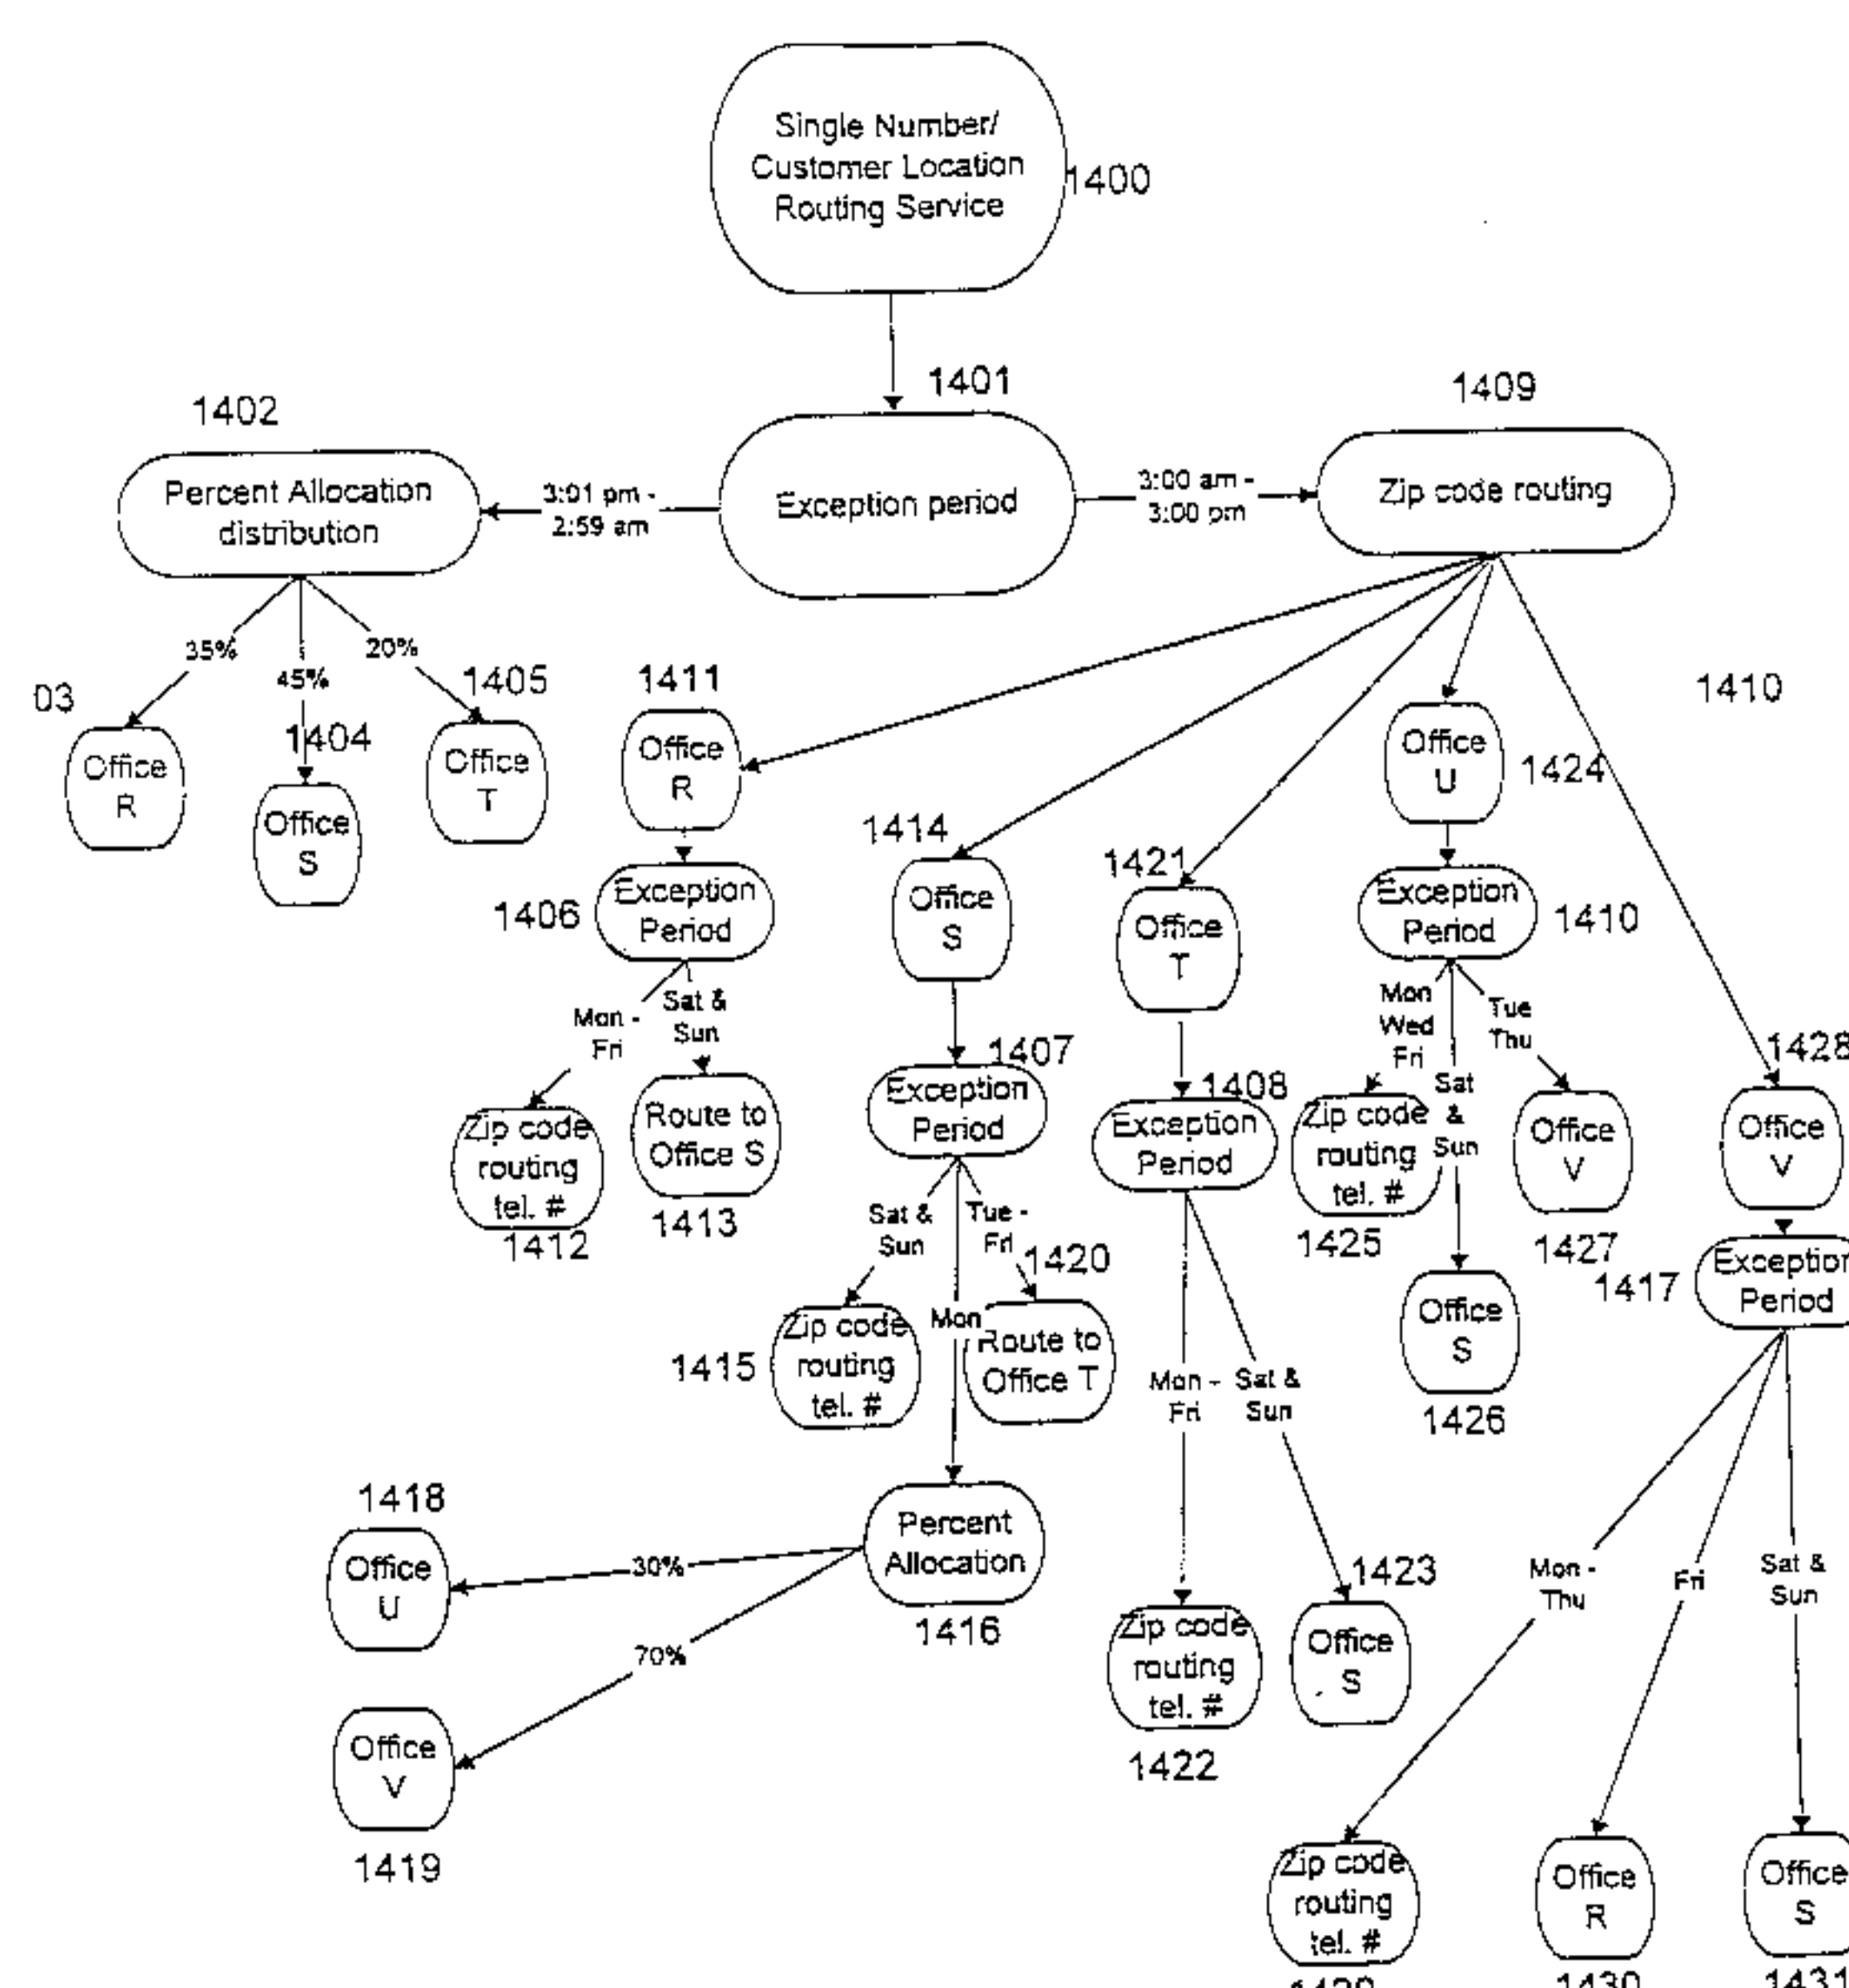 Single Number/
Customer Location
Routing Service
1400
1401
1409
1402
Percent Allocation
distribution
3:01 pm -
2:59 am
Exception period
3:00 am -
3:00 pm
Zip code routing
35%
45%
20%
03
1404
1405
1411
1410
Office
R
Office
S
Office
T
Office
R
Office
U
1424
1414
1421
1406
Exception
Period
Office
S
Office
T
Exception
Period
1410
Mon -
Fri
Sat &
Sun
Mon
Wed
Fri
Sat
&
Sun
Tue
Thu
1407
1408
1428
Zip code
routing
tel. #
1412
Route to
Office S
1413
Exception
Period
Exception
Period
Zip code
routing
tel. #
1425
Office
V
1427
Office
V
Sat &
Sun
Mon
Tue -
Fri
1420
1417
Exception
Period
1415
Zip code
routing
tel. #
Route to
Office T
Office
S
1426
Mon -
Fri
Sat &
Sun
1418
Office
U
30%
70%
Percent
Allocation
1416
1423
Mon -
Thu
Fri
Sat &
Sun
Zip code
routing
tel. #
1422
Office
S
Office
V
1419
Zip code
routing
tel. #
Office
R
1430
Office
S
1431